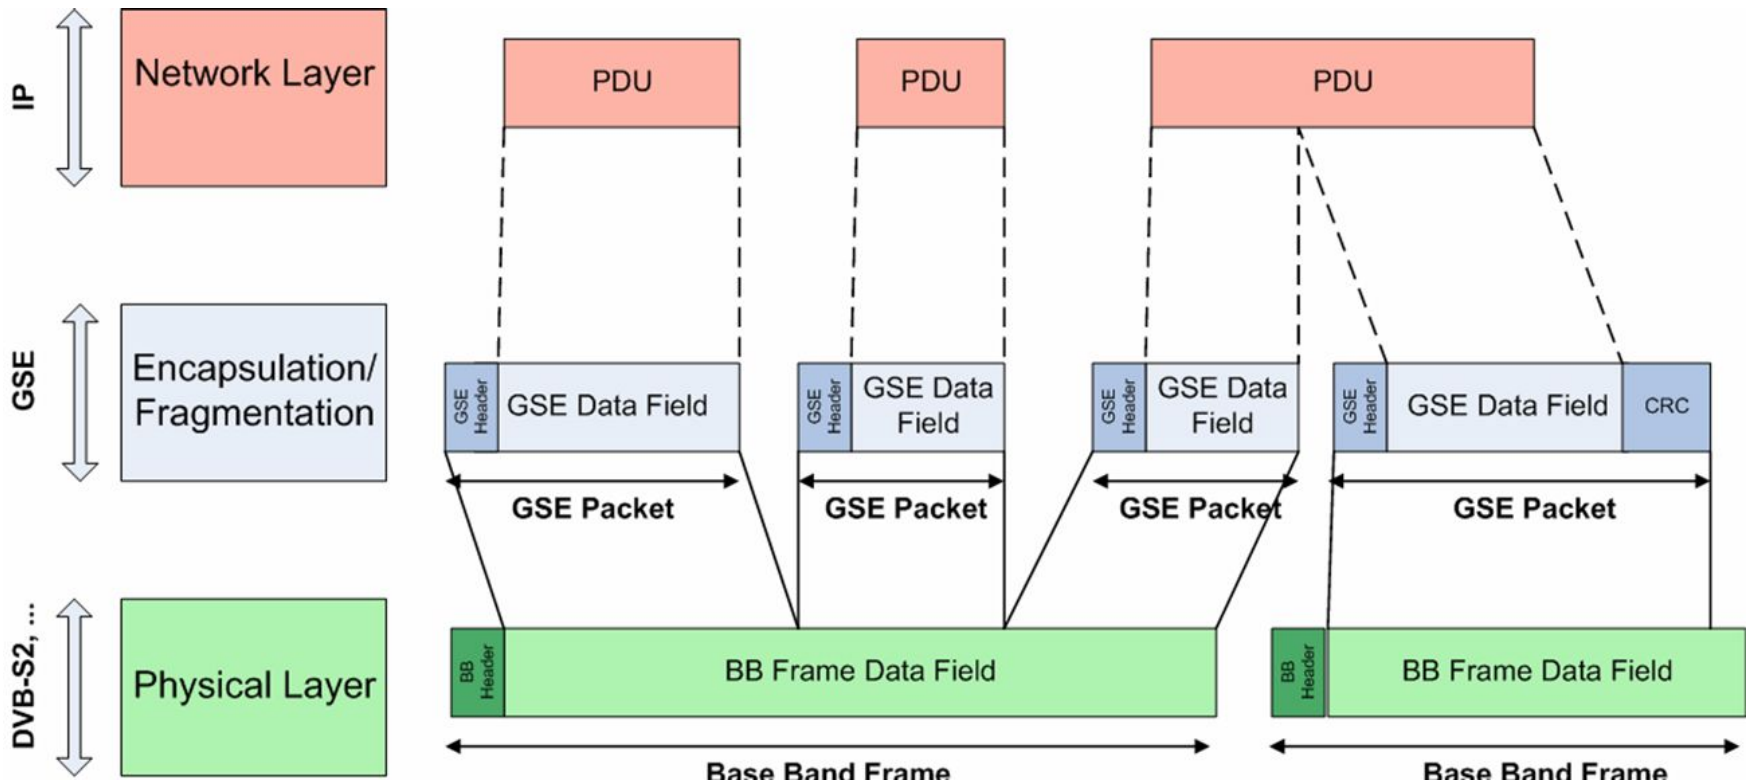 IP
Network Layer
PDU
PDU
PDU
GSE
Encapsulation/
Fragmentation
GSE
Header
GSE Data Field
GSE
Header
GSE Data
Field
GSE
Header
GSE Data
Field
GSE
Header
GSE Data Field
CRC
GSE Packet
GSE Packet
GSE Packet
GSE Packet
DVB-S2, ...
Physical Layer
BB
Header
BB Frame Data Field
BB
Header
BB Frame Data Field
Base Band Frame
Base Band Frame